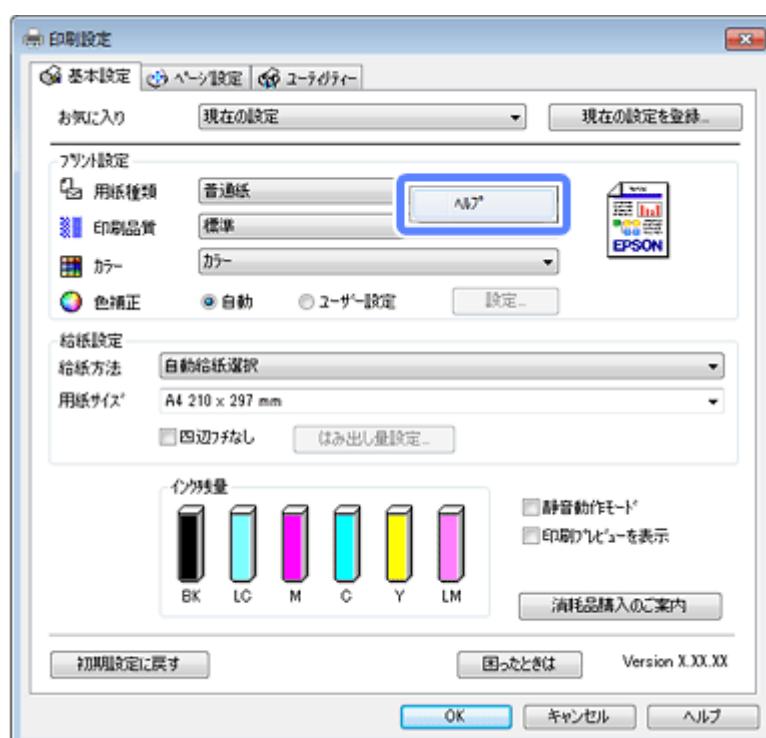 印刷設定
基本設定 ページ設定 ユーティリティー
お気に入り 現在の設定 現在の設定を登録...
プリント設定
用紙種類 普通紙 ヘルプ
印刷品質 標準
EPSON
カラー カラー
色補正 自動 ユーザー設定 設定...
給紙設定
給紙方法 自動給紙選択
用紙サイズ A4 210 x 297 mm
四辺フチなし はみ出し量設定...
インク残量
静音動作モード
印刷プレビューを表示
BK LC M C Y LM
消耗品購入のご案内
初期設定に戻す 困ったときは Version X.XX.XX
OK キャンセル ヘルプ